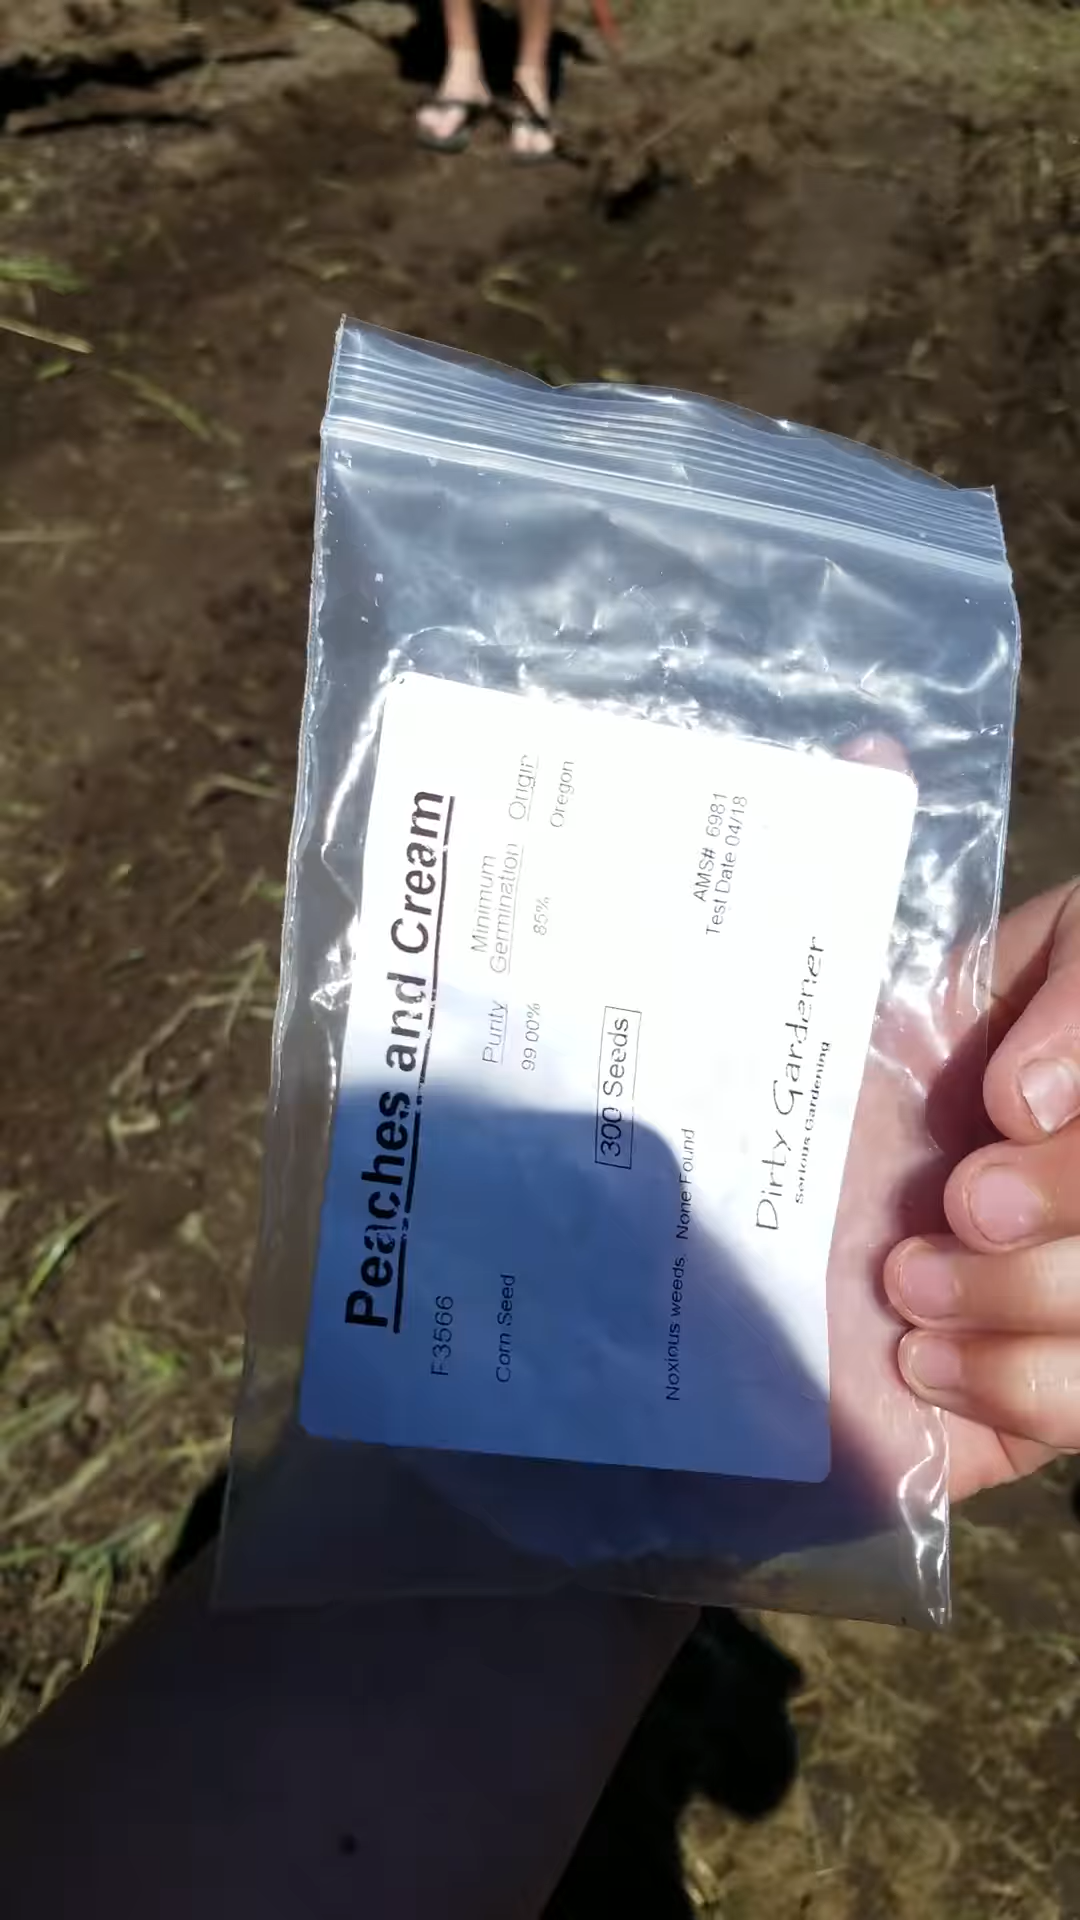 Peaches and Cream
F3566
Purity Minimum Germination Origin
Corn Seed 99.00% 85% Oregon
300 Seeds
Noxious weeds. None Found
AMS# 6981
Test Date 04/18
Dirty Gardener
Serious Gardening